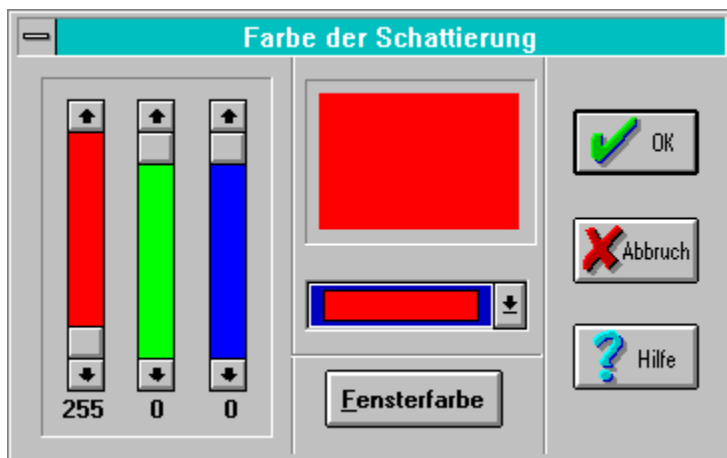 Farbe der Schattierung
255 0 0
Fensterfarbe
OK
Abbruch
Hilfe